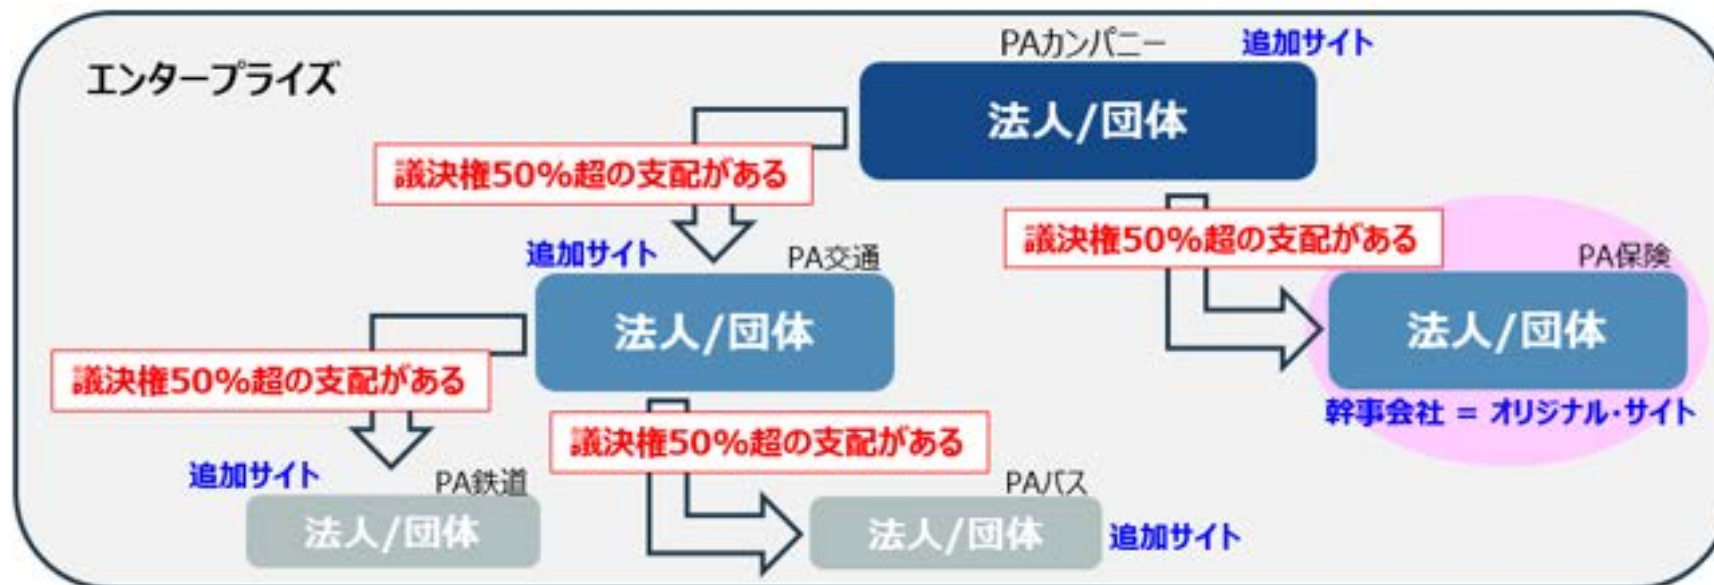 エンタープライズ
PAカンパニー
追加サイト
法人/団体
議決権50%超の支配がある
議決権50%超の支配がある
追加サイト
PA交通
法人/団体
PA保険
法人/団体
幹事会社 = オリジナル・サイト
議決権50%超の支配がある
議決権50%超の支配がある
追加サイト
PA鉄道
法人/団体
PAバス
法人/団体
追加サイト